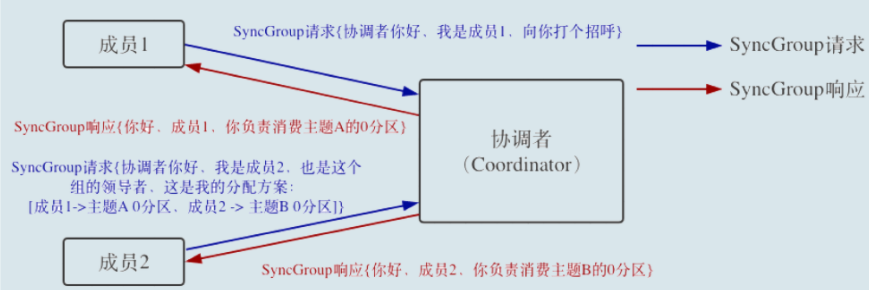 成员1
SyncGroup请求{协调者你好，我是成员1，向你打个招呼}
SyncGroup请求
SyncGroup响应
SyncGroup响应{你好，成员1，你负责消费主题A的0分区}
协调者
（Coordinator）
SyncGroup请求{协调者你好，我是成员2，也是这个
组的领导者，这是我的分配方案：
[成员1->主题A 0分区，成员2 -> 主题B 0分区]}
成员2
SyncGroup响应{你好，成员2，你负责消费主题B的0分区}